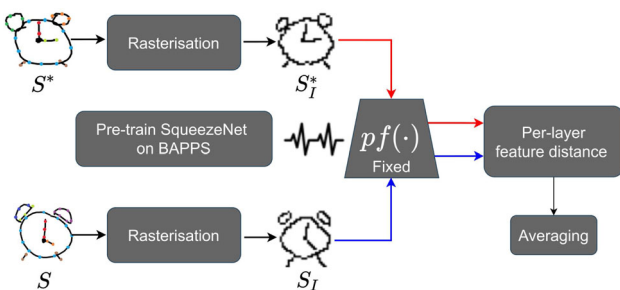 S*
Rasterisation
S*_I
Pre-train SqueezeNet
on BAPPS
pf(·)
Fixed
Per-layer
feature distance
Averaging
S
Rasterisation
S_I